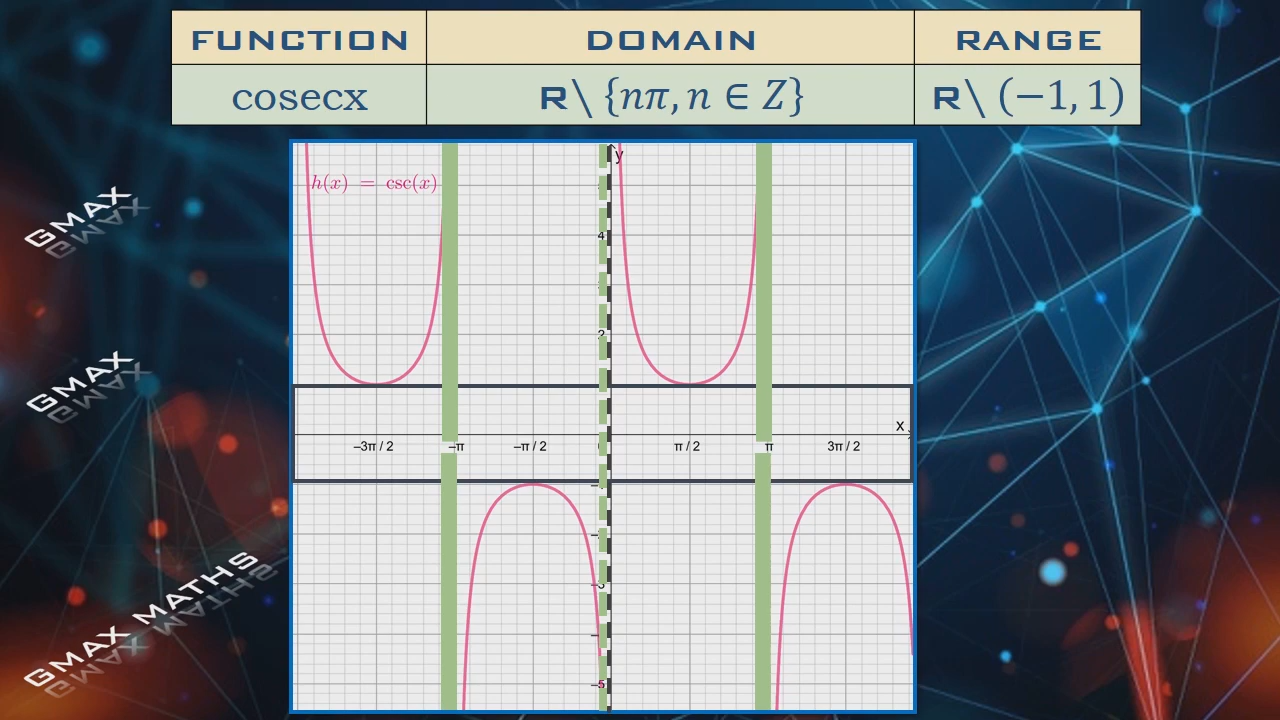 FUNCTION DOMAIN RANGE
cosecx R\ {nπ, n ∈ Z} R\ (−1, 1)
y
h(x) = csc(x)
4
2
x
−3π / 2 −π −π / 2 π / 2 π 3π / 2
−5
GMAX
GMAX
GMAX MATHS